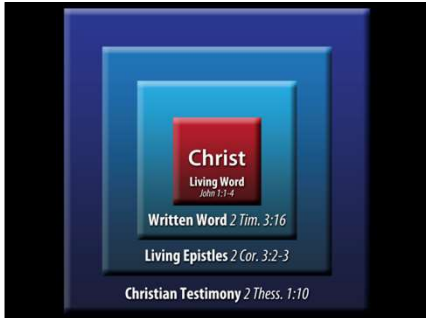 Christ
Living Word
John 1:1-4
Written Word 2 Tim. 3:16
Living Epistles 2 Cor. 3:2-3
Christian Testimony 2 Thess. 1:10